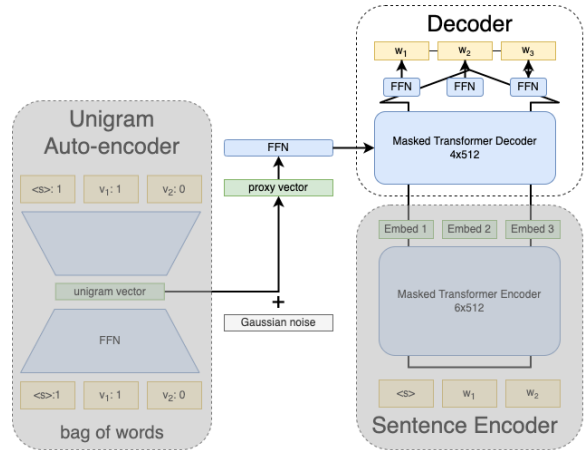 Decoder
w1
w2
w3
FFN
FFN
FFN
Masked Transformer Decoder
4x512
Unigram
Auto-encoder
<s>: 1
v1: 1
v2: 0
unigram vector
FFN
<s>:1
v1: 1
v2: 0
bag of words
FFN
proxy vector
+
Gaussian noise
Embed 1
Embed 2
Embed 3
Masked Transformer Encoder
6x512
<s>
w1
w2
Sentence Encoder